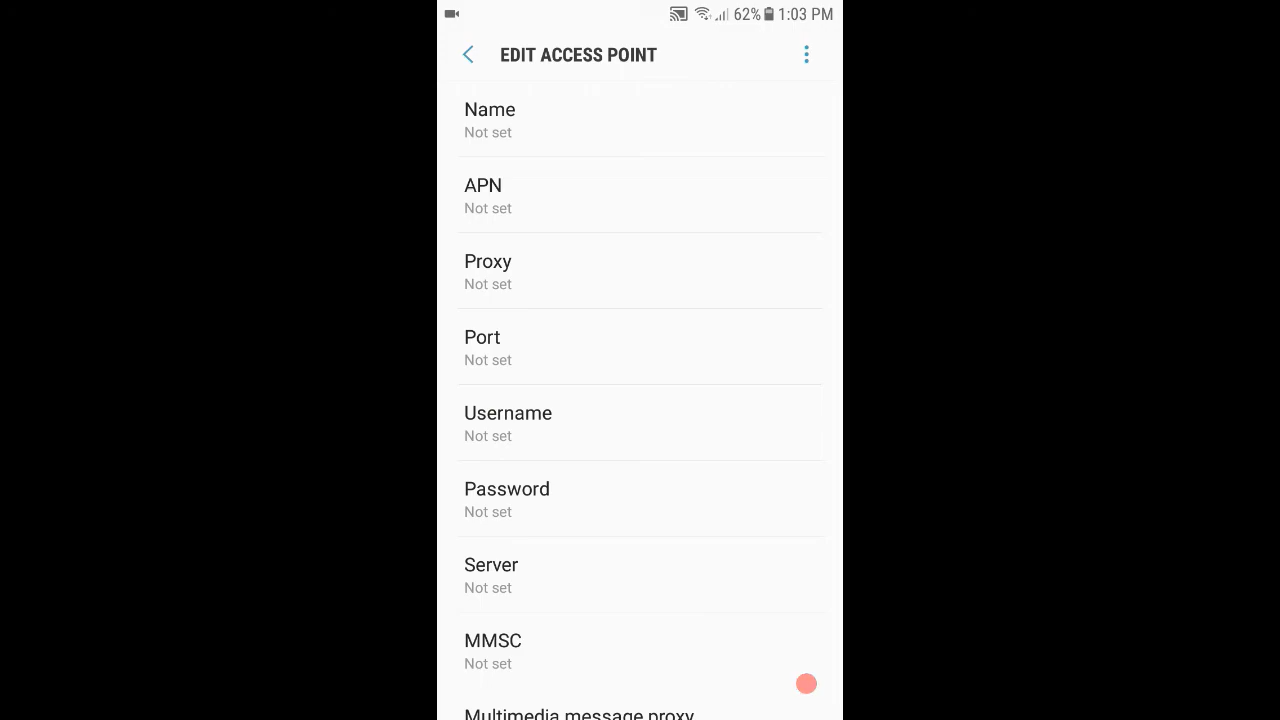 62% 1:03 PM
EDIT ACCESS POINT
Name
Not set
APN
Not set
Proxy
Not set
Port
Not set
Username
Not set
Password
Not set
Server
Not set
MMSC
Not set
Multimedia message proxy